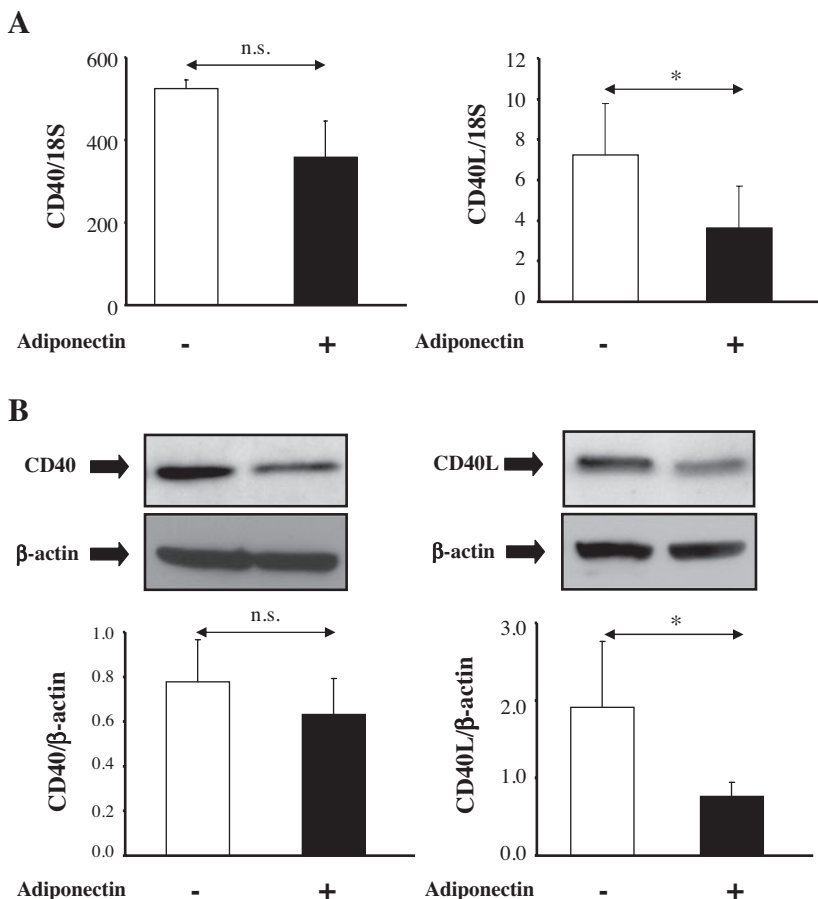 A
n.s.
600
400
200
0
CD40/18S
Adiponectin - +
*
12
10
8
6
4
2
0
CD40L/18S
Adiponectin - +
B
CD40
β-actin
CD40L
β-actin
n.s.
1.0
0.8
0.6
0.4
0.2
0.0
CD40/β-actin
Adiponectin - +
*
3.0
2.0
1.0
0.0
CD40L/β-actin
Adiponectin - +